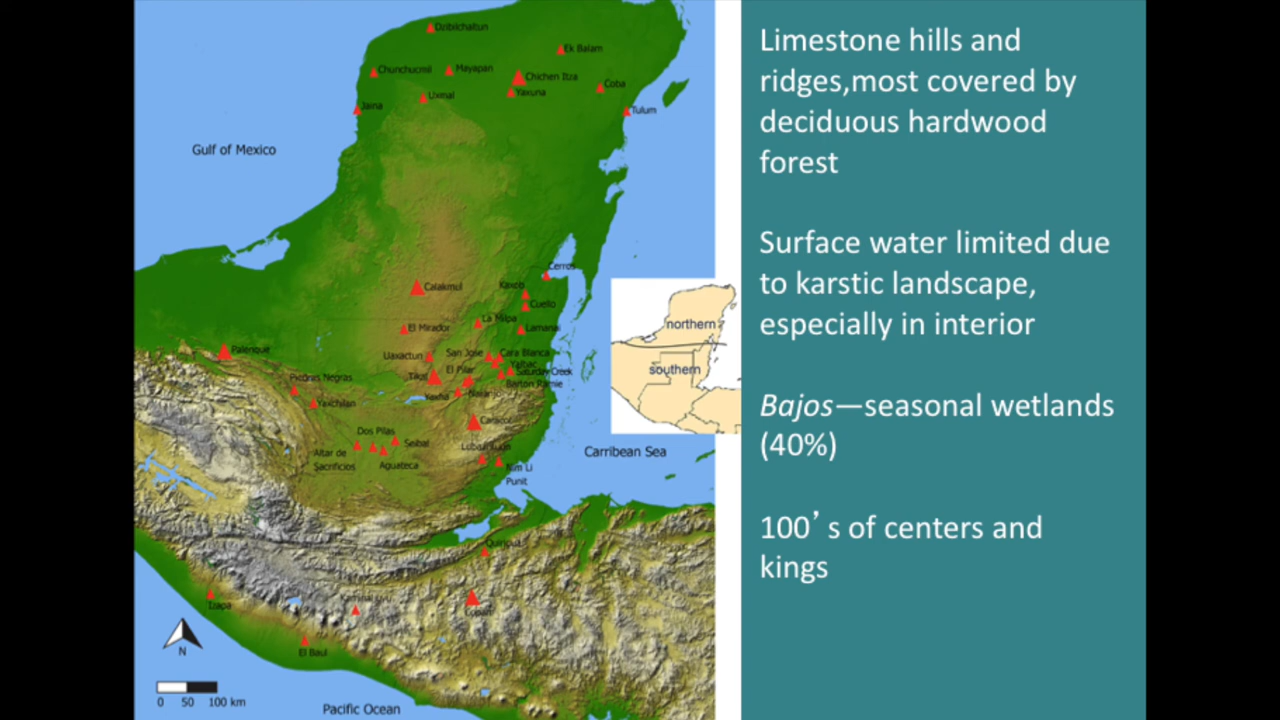 Dzibilchaltun
Ek Balam
Chunchucmil
Mayapan
Chichen Itza
Coba
Yaxuna
Uxmal
Jaina
Tulum
Gulf of Mexico
Cerros
Calakmul
Kaxob
Cuello
La Milpa
El Mirador
Lamanai
Palenque
Uaxactun
San Jose
Cara Blanca
Yalbac
Saturday Creek
Tikal
El Pilar
Barton Ramie
Piedras Negras
Yaxha
Naranjo
Yaxchilan
Caracol
Dos Pilas
Seibal
Altar de
Sacrificios
Aguateca
Lubaantuun
Nim Li
Punit
Carribean Sea
Quirigua
Izapa
Kaminaljuyu
Copan
El Baul
N
0 50 100 km
Pacific Ocean
northern
southern
Limestone hills and
ridges,most covered by
deciduous hardwood
forest
Surface water limited due
to karstic landscape,
especially in interior
Bajos—seasonal wetlands
(40%)
100’s of centers and
kings